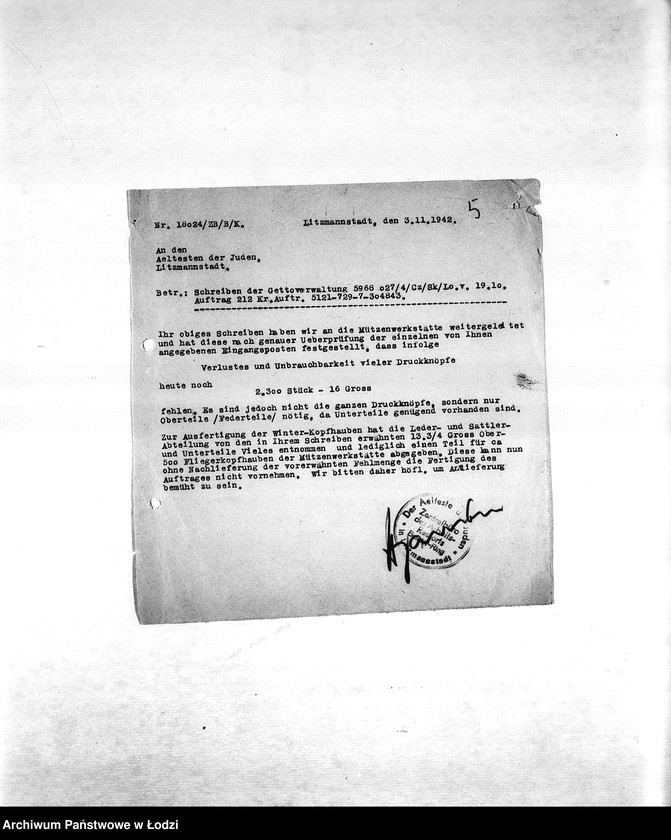 5
Nr. 18o24/ZB/B/K. Litzmannstadt, den 3.11.1942.
An den
Aeltesten der Juden,
Litzmannstadt,
Betr.: Schreiben der Gettoverwaltung 5968 o27/4/Cz/Sk/Lo.v. 19.10.
Auftrag 212 Kr.Auftr. 5121-729-7-3o4843.
Ihr obiges Schreiben haben wir an die Mützenwerkstätte weitergeleitet
und hat diese nach genauer Ueberprüfung der einzelnen von Ihnen
angegebenen Eingangsposten festgestellt, dass infolge
Verlustes und Unbrauchbarkeit vieler Druckknöpfe
heute noch
2.3oo Stück - 16 Gross
fehlen. Es sind jedoch nicht die ganzen Druckknöpfe, sondern nur
Oberteile /Federteile/ nötig, da Unterteile genügend vorhanden sind.
Zur Ausfertigung der Winter-Kopfhauben hat die Leder- und Sattler-
Abteilung von den in Ihrem Schreiben erwähnten 13.3/4 Gross Ober-
und Unterteile Vieles entnommen und lediglich einen Teil für ca
5oo Fliegerkopfhauben der Mützenwerkstätte abgegeben. Diese kann nun
ohne Nachlieferung der vorerwähnten Fehlmenge die Fertigung des
Auftrages nicht vornehmen. Wir bitten daher höfl. um Anlieferung
bemüht zu sein.
Der Aelteste der Juden
Archiwum Państwowe w Łodzi